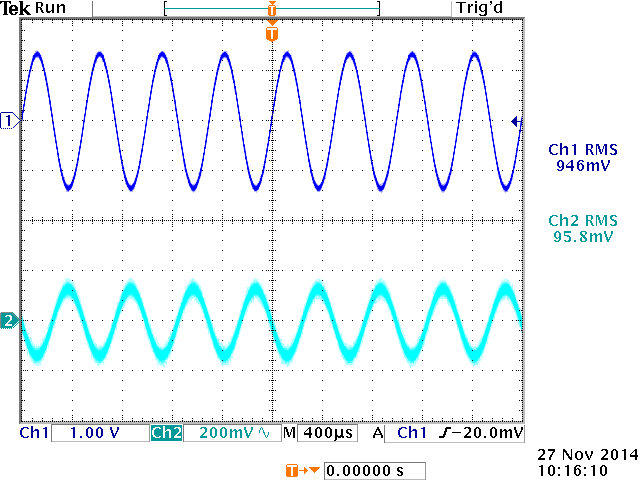 Tek Run Trig'd
T
T
1
Ch1 RMS
946mV
Ch2 RMS
95.8mV
2
Ch1 1.00 V Ch2 200mV∿ M 400µs A Ch1 ∫ −20.0mV
27 Nov 2014
T→▼ 0.00000 s
10:16:10